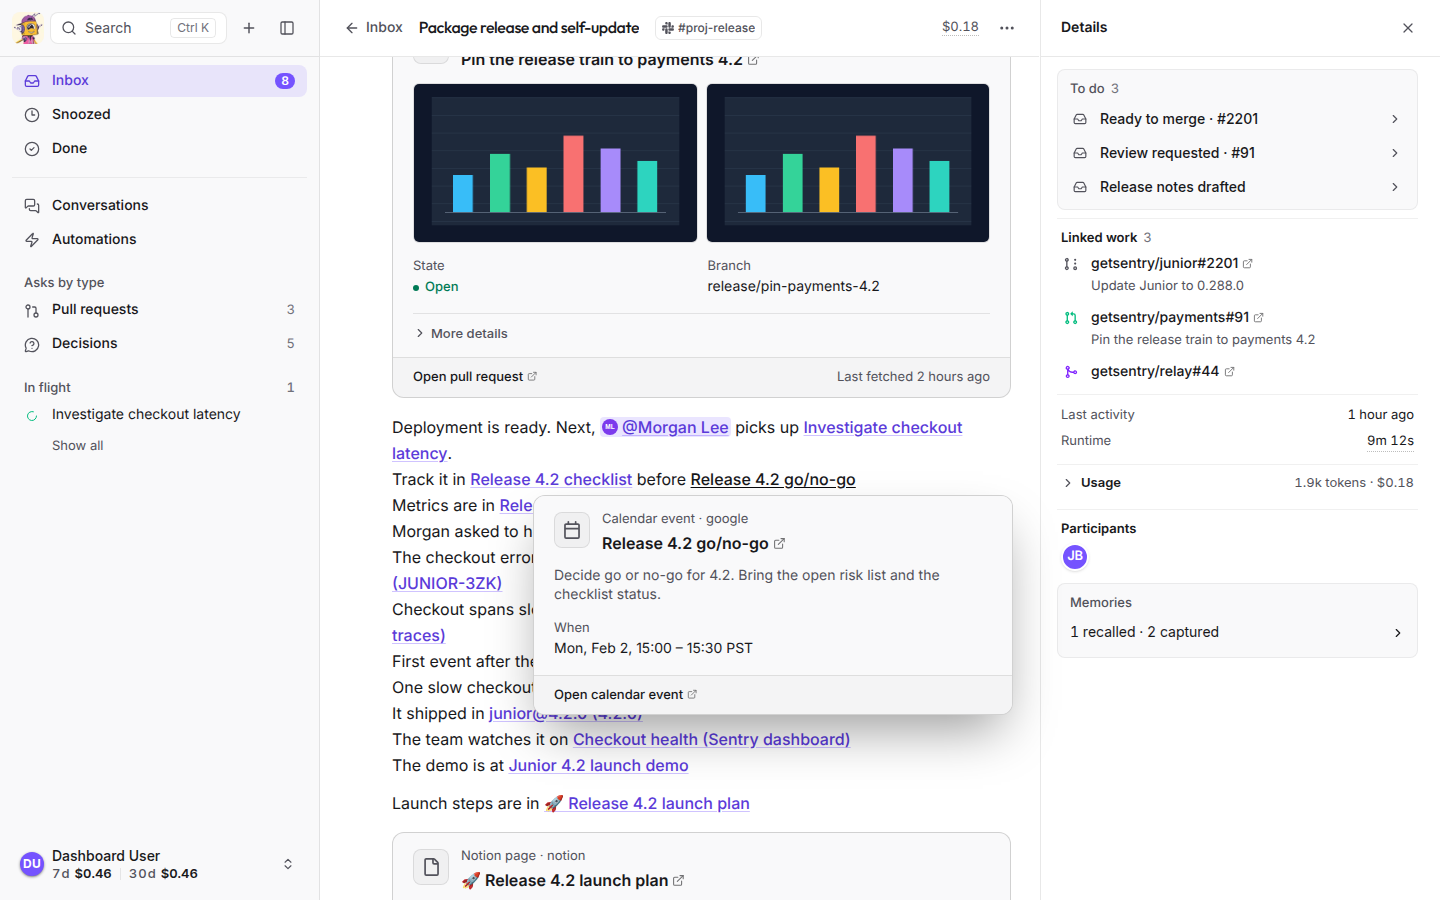 Search
Ctrl K
Inbox
8
Snoozed
Done
Conversations
Automations
Asks by type
Pull requests
3
Decisions
5
In flight
1
Investigate checkout latency
Show all
DU
Dashboard User
7d $0.46
30d $0.46
Inbox
Package release and self-update
#proj-release
$0.18
Pin the release train to payments 4.2
State
Open
Branch
release/pin-payments-4.2
More details
Open pull request
Last fetched 2 hours ago
Deployment is ready. Next, ML @Morgan Lee picks up Investigate checkout
latency.
Track it in Release 4.2 checklist before Release 4.2 go/no-go
Metrics are in Rele
Morgan asked to h
The checkout erro
(JUNIOR-3ZK)
Checkout spans sl
traces)
First event after the
One slow checkout
It shipped in junior@4.2.0 (4.2.0)
The team watches it on Checkout health (Sentry dashboard)
The demo is at Junior 4.2 launch demo
Launch steps are in 🚀 Release 4.2 launch plan
Notion page · notion
🚀 Release 4.2 launch plan
Calendar event · google
Release 4.2 go/no-go
Decide go or no-go for 4.2. Bring the open risk list and the
checklist status.
When
Mon, Feb 2, 15:00 – 15:30 PST
Open calendar event
Details
To do 3
Ready to merge · #2201
Review requested · #91
Release notes drafted
Linked work 3
getsentry/junior#2201
Update Junior to 0.288.0
getsentry/payments#91
Pin the release train to payments 4.2
getsentry/relay#44
Last activity
1 hour ago
Runtime
9m 12s
Usage
1.9k tokens · $0.18
Participants
JB
Memories
1 recalled · 2 captured